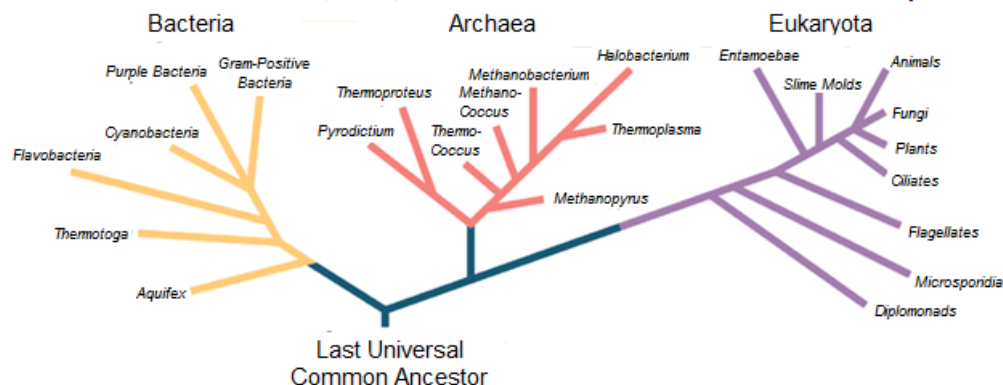 Bacteria
Archaea
Eukaryota
Purple Bacteria
Gram-Positive
Bacteria
Cyanobacteria
Flavobacteria
Thermotoga
Aquifex
Halobacterium
Methanobacterium
Methano-
Coccus
Thermoproteus
Pyrodictium
Thermo-
Coccus
Thermoplasma
Methanopyrus
Entamoebae
Slime Molds
Animals
Fungi
Plants
Ciliates
Flagellates
Microsporidia
Diplomonads
Last Universal
Common Ancestor